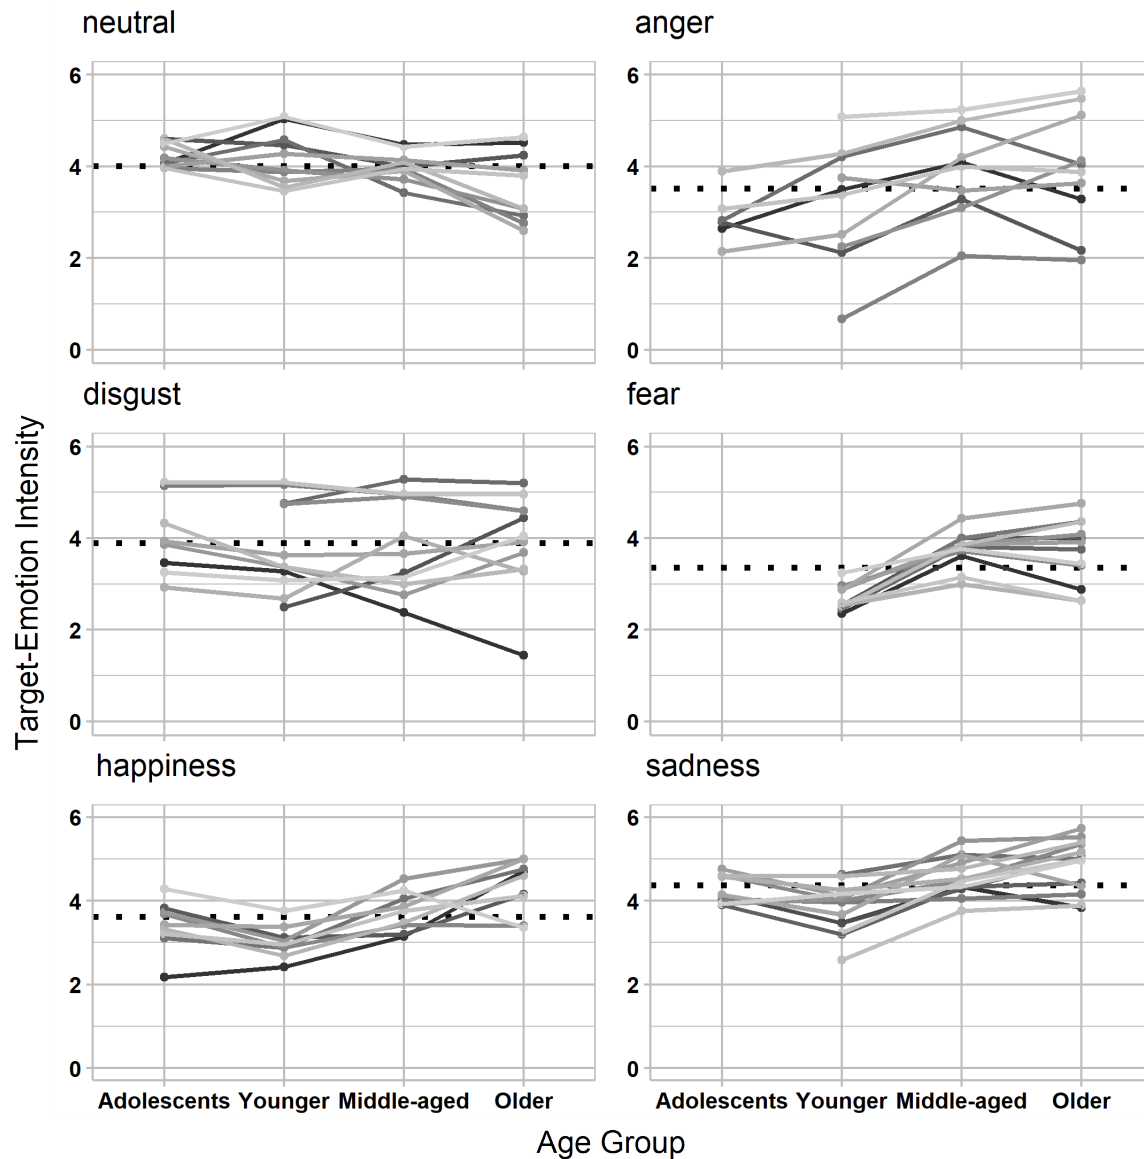 neutral
anger
6
4
2
0
6
4
2
0
disgust
fear
6
4
2
0
6
4
2
0
happiness
sadness
6
4
2
0
6
4
2
0
Adolescents Younger Middle-aged Older
Adolescents Younger Middle-aged Older
Target-Emotion Intensity
Age Group